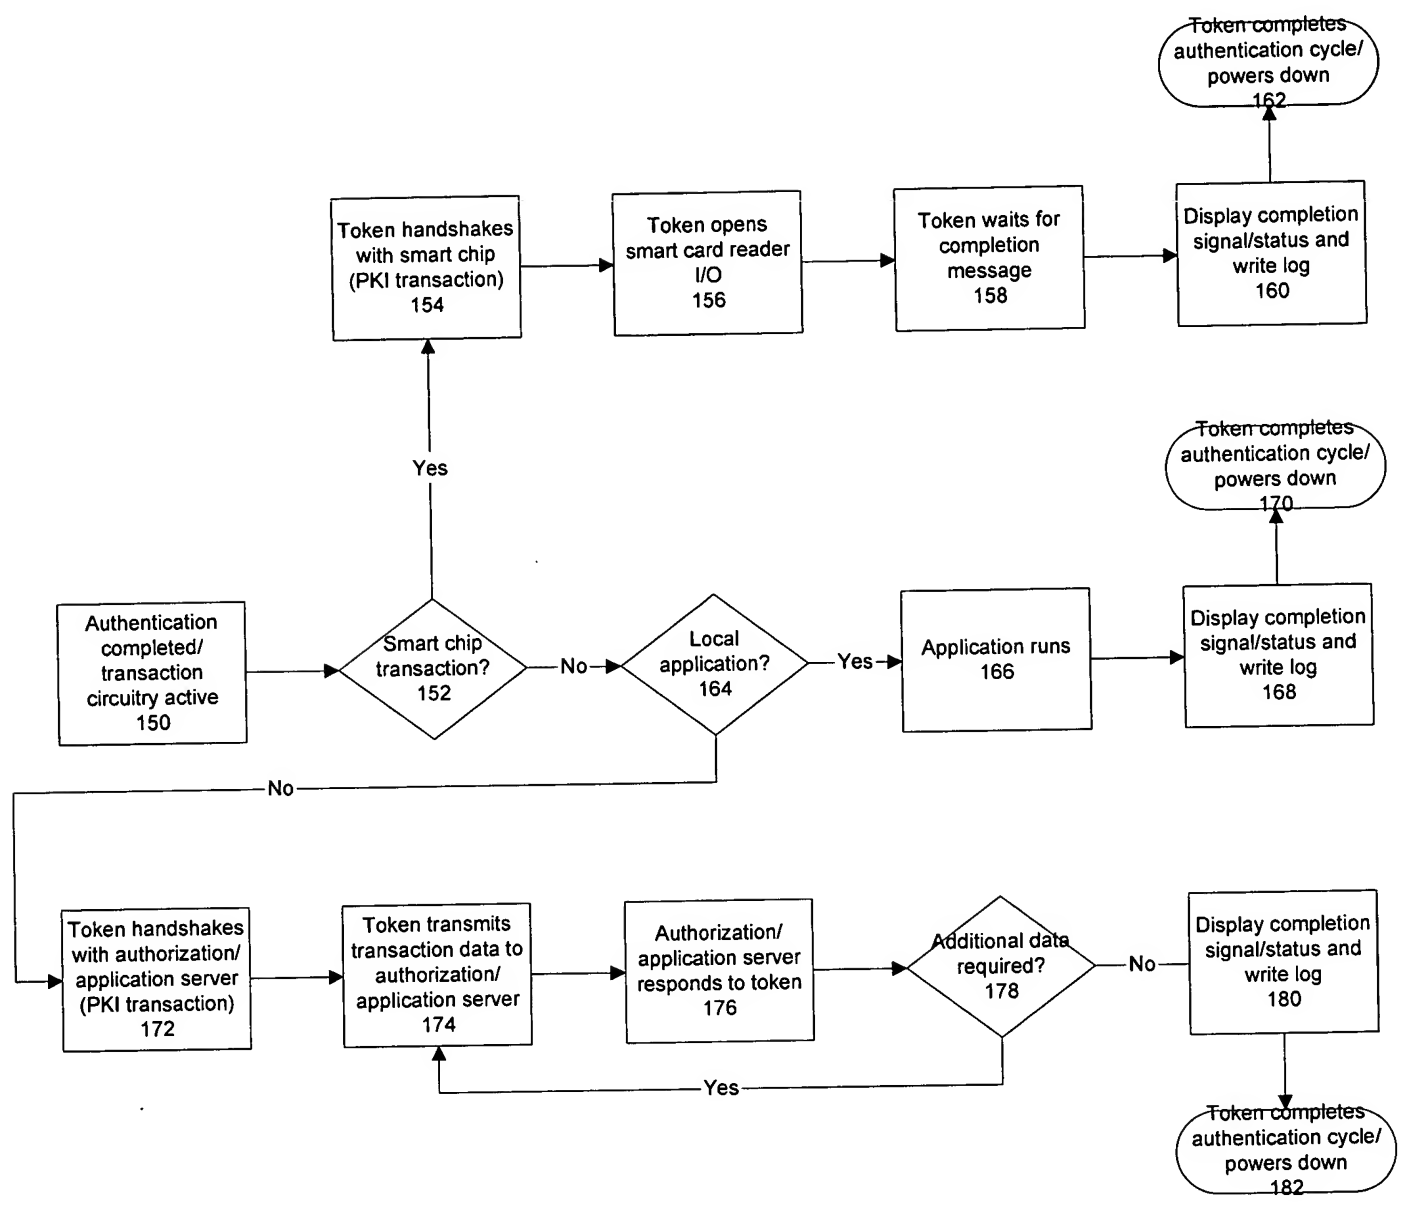 Token completes
authentication cycle/
powers down
162
Token handshakes
with smart chip
(PKI transaction)
154
Token opens
smart card reader
I/O
156
Token waits for
completion
message
158
Display completion
signal/status and
write log
160
Yes
Token completes
authentication cycle/
powers down
170
Authentication
completed/
transaction
circuitry active
150
Smart chip
transaction?
152
No
Local
application?
164
Yes
Application runs
166
Display completion
signal/status and
write log
168
No
Token handshakes
with authorization/
application server
(PKI transaction)
172
Token transmits
transaction data to
authorization/
application server
174
Authorization/
application server
responds to token
176
Additional data
required?
178
No
Display completion
signal/status and
write log
180
Yes
Token completes
authentication cycle/
powers down
182